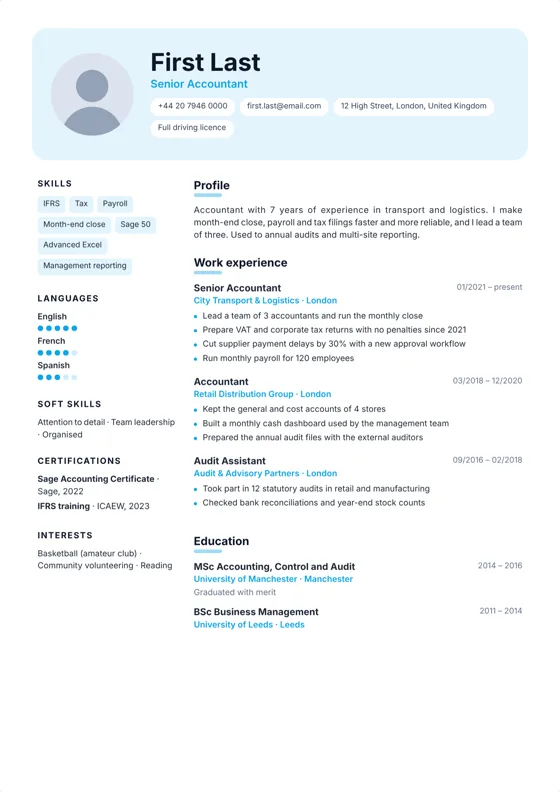 First Last
Senior Accountant
+44 20 7946 0000
first.last@email.com
12 High Street, London, United Kingdom
Full driving licence
SKILLS
IFRS
Tax
Payroll
Month-end close
Sage 50
Advanced Excel
Management reporting
LANGUAGES
English
French
Spanish
SOFT SKILLS
Attention to detail · Team leadership
· Organised
CERTIFICATIONS
Sage Accounting Certificate ·
Sage, 2022
IFRS training · ICAEW, 2023
INTERESTS
Basketball (amateur club) ·
Community volunteering · Reading
Profile
Accountant with 7 years of experience in transport and logistics. I make
month-end close, payroll and tax filings faster and more reliable, and I lead a team
of three. Used to annual audits and multi-site reporting.
Work experience
Senior Accountant 01/2021 – present
City Transport & Logistics · London
• Lead a team of 3 accountants and run the monthly close
• Prepare VAT and corporate tax returns with no penalties since 2021
• Cut supplier payment delays by 30% with a new approval workflow
• Run monthly payroll for 120 employees
Accountant 03/2018 – 12/2020
Retail Distribution Group · London
• Kept the general and cost accounts of 4 stores
• Built a monthly cash dashboard used by the management team
• Prepared the annual audit files with the external auditors
Audit Assistant 09/2016 – 02/2018
Audit & Advisory Partners · London
• Took part in 12 statutory audits in retail and manufacturing
• Checked bank reconciliations and year-end stock counts
Education
MSc Accounting, Control and Audit 2014 – 2016
University of Manchester · Manchester
Graduated with merit
BSc Business Management 2011 – 2014
University of Leeds · Leeds